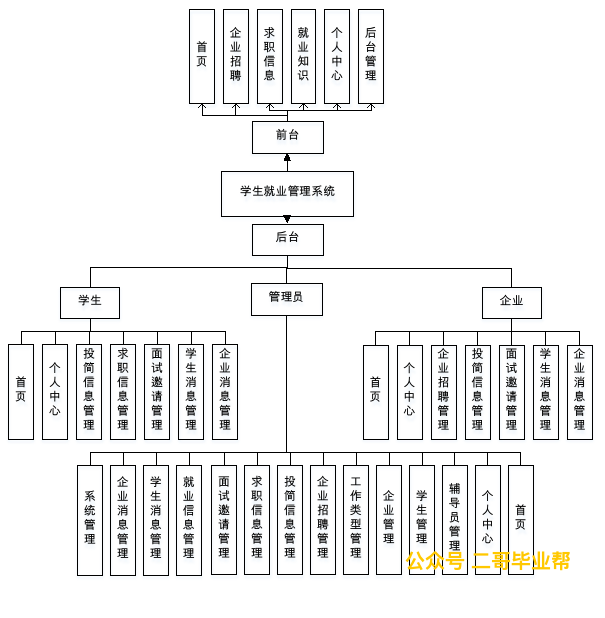 首页
企业招聘
求职信息
就业知识
个人中心
后台管理
前台
学生就业管理系统
后台
学生
管理员
企业
首页
个人中心
投简信息管理
求职信息管理
面试邀请管理
学生消息管理
企业消息管理
首页
个人中心
企业招聘管理
投简信息管理
面试邀请管理
学生消息管理
企业消息管理
系统管理
企业消息管理
学生消息管理
就业信息管理
面试邀请管理
求职信息管理
投简信息管理
企业招聘管理
工作类型管理
企业管理
学生管理
辅导员管理
个人中心
首页
公众号 二哥毕业帮